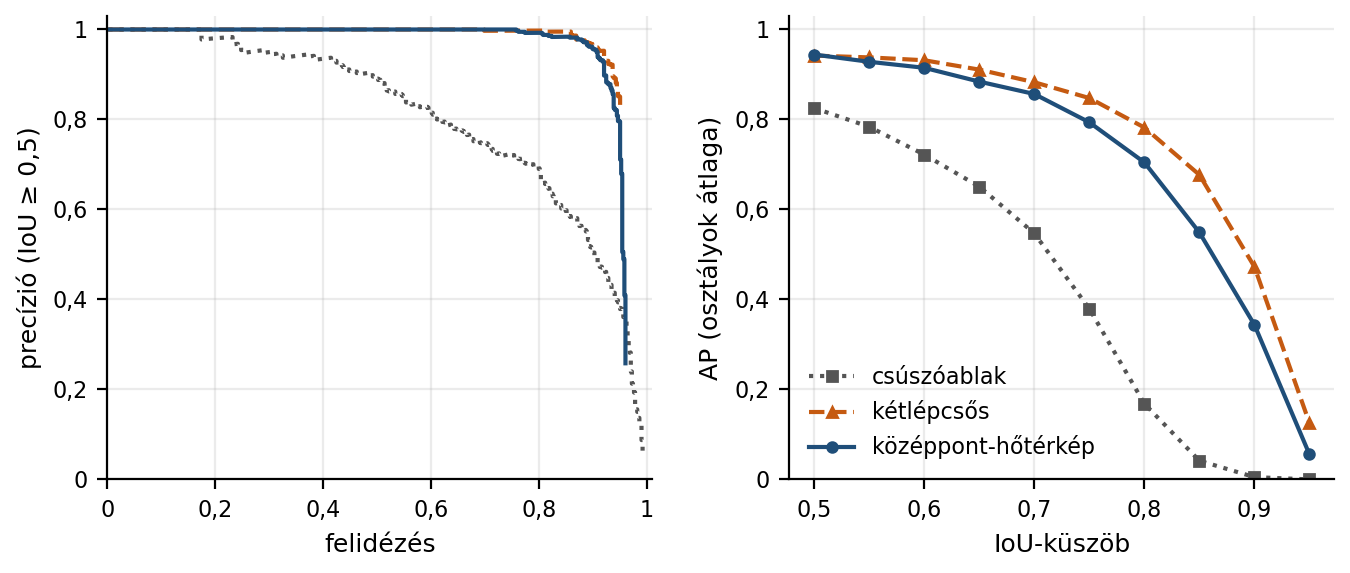 precízió (IoU ≥ 0,5)
1
0,8
0,6
0,4
0,2
0
0 0,2 0,4 0,6 0,8 1
felidézés
AP (osztályok átlaga)
1
0,8
0,6
0,4
0,2
0
csúszóablak
kétlépcsős
középpont-hőtérkép
0,5 0,6 0,7 0,8 0,9
IoU-küszöb